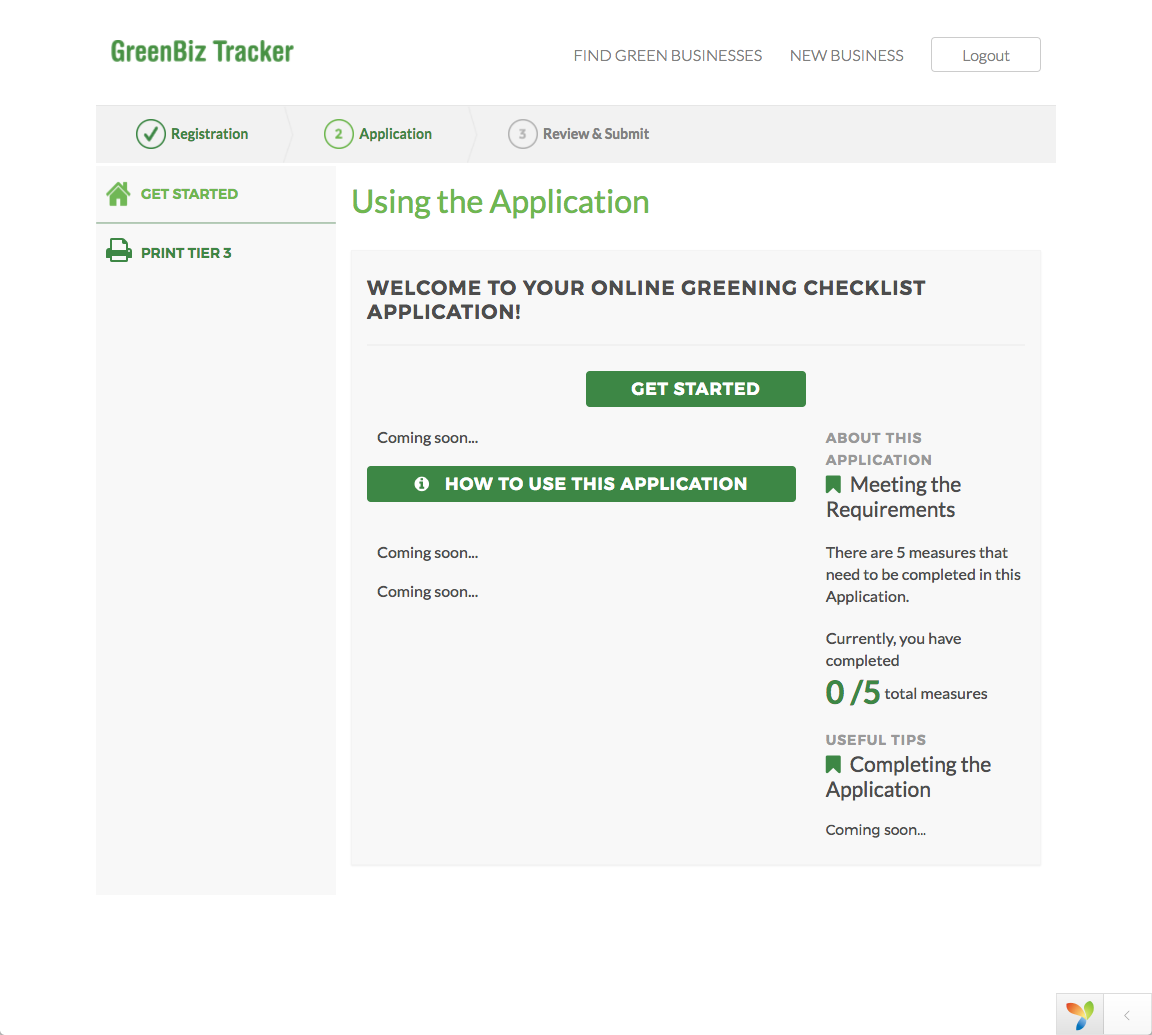 GreenBiz Tracker
FIND GREEN BUSINESSES
NEW BUSINESS
Logout
Registration
2 Application
3 Review & Submit
GET STARTED
PRINT TIER 3
Using the Application
WELCOME TO YOUR ONLINE GREENING CHECKLIST
APPLICATION!
GET STARTED
Coming soon...
HOW TO USE THIS APPLICATION
Coming soon...
Coming soon...
ABOUT THIS
APPLICATION
Meeting the
Requirements
There are 5 measures that
need to be completed in this
Application.
Currently, you have
completed
0 /5 total measures
USEFUL TIPS
Completing the
Application
Coming soon...